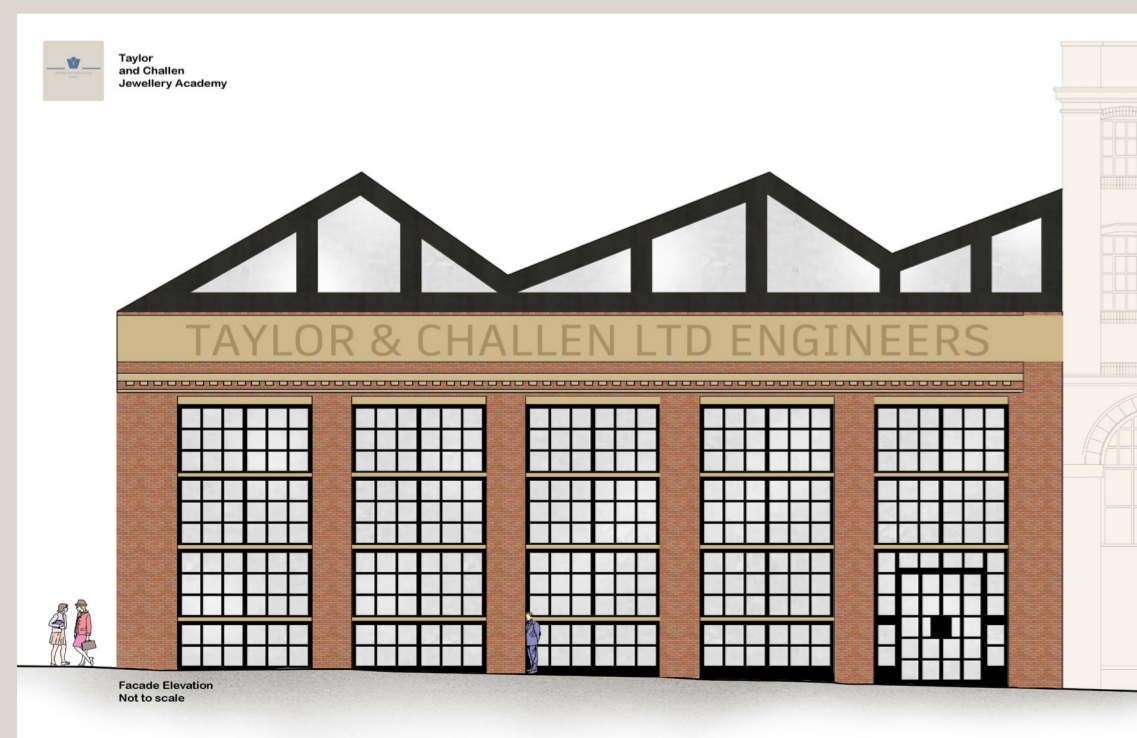 Taylor
and Challen
Jewellery Academy
TAYLOR & CHALLEN LTD ENGINEERS
Facade Elevation
Not to scale